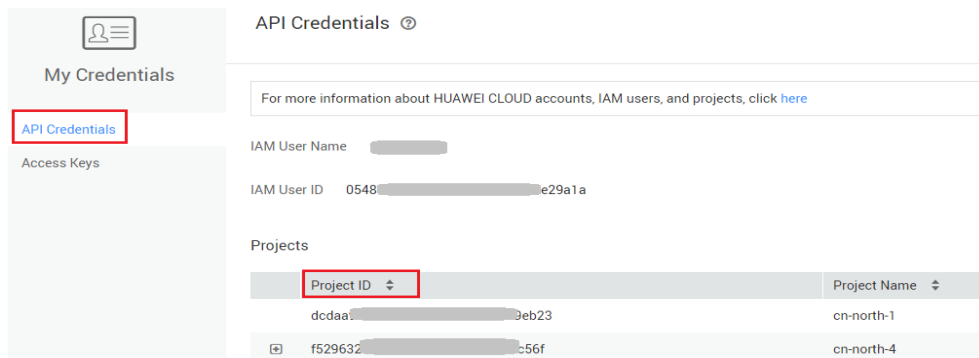 API Credentials
My Credentials
For more information about HUAWEI CLOUD accounts, IAM users, and projects, click here
API Credentials
Access Keys
IAM User Name
IAM User ID 0548 e29a1a
Projects
Project ID Project Name
dcdaa 9eb23 cn-north-1
f529632 c56f cn-north-4